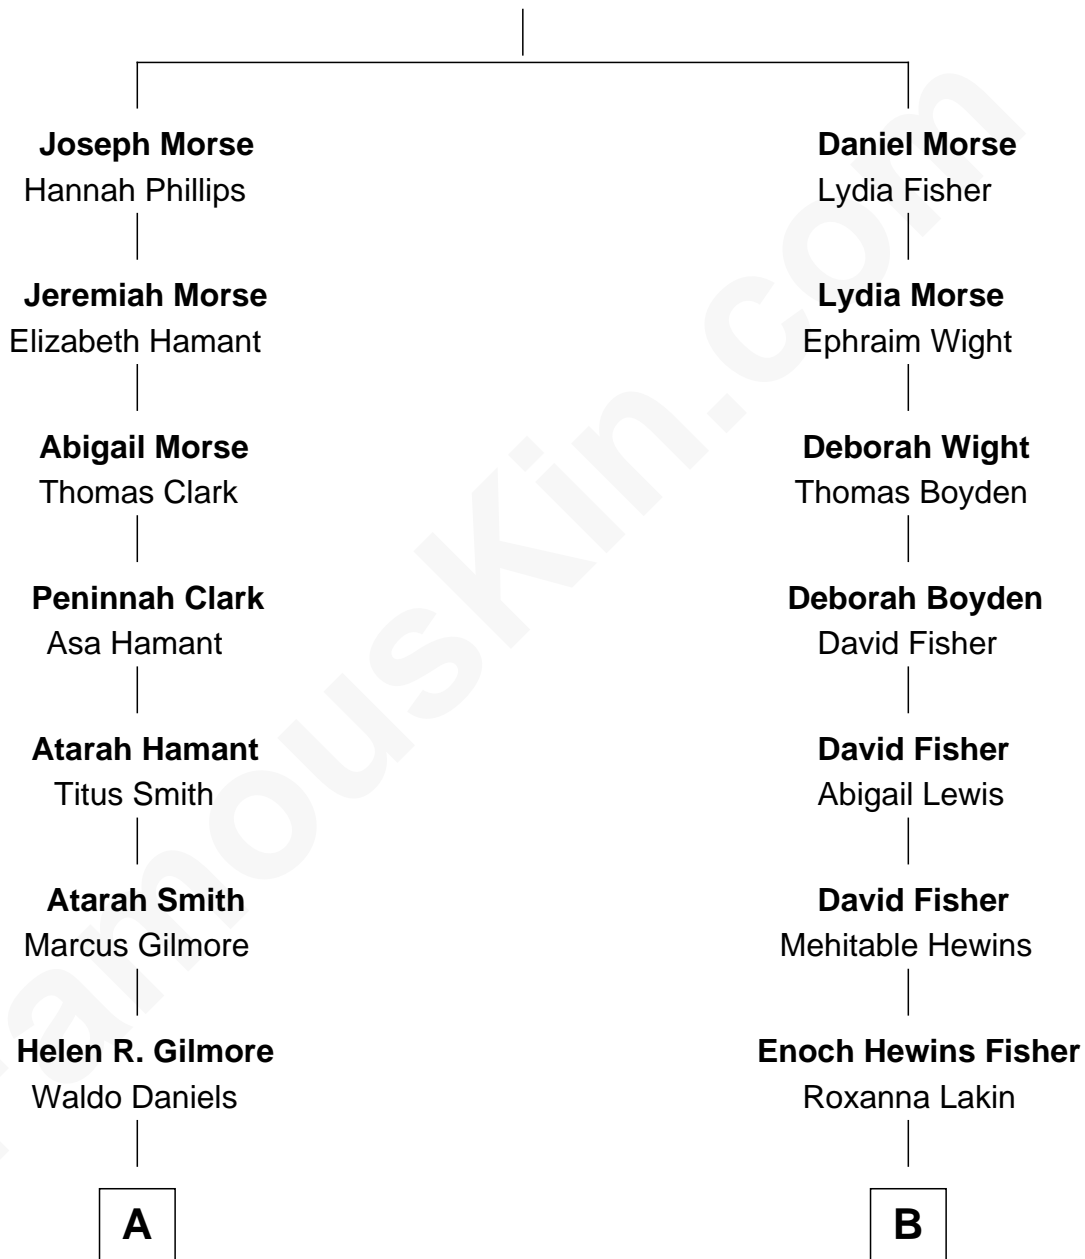 Joseph Morse
Hannah Phillips
Jeremiah Morse
Elizabeth Hamant
Abigail Morse
Thomas Clark
Peninnah Clark
Asa Hamant
Atarah Hamant
Titus Smith
Atarah Smith
Marcus Gilmore
Helen R. Gilmore
Waldo Daniels
A
Daniel Morse
Lydia Fisher
Lydia Morse
Ephraim Wight
Deborah Wight
Thomas Boyden
Deborah Boyden
David Fisher
David Fisher
Abigail Lewis
David Fisher
Mehitable Hewins
Enoch Hewins Fisher
Roxanna Lakin
B
FamousKin.com